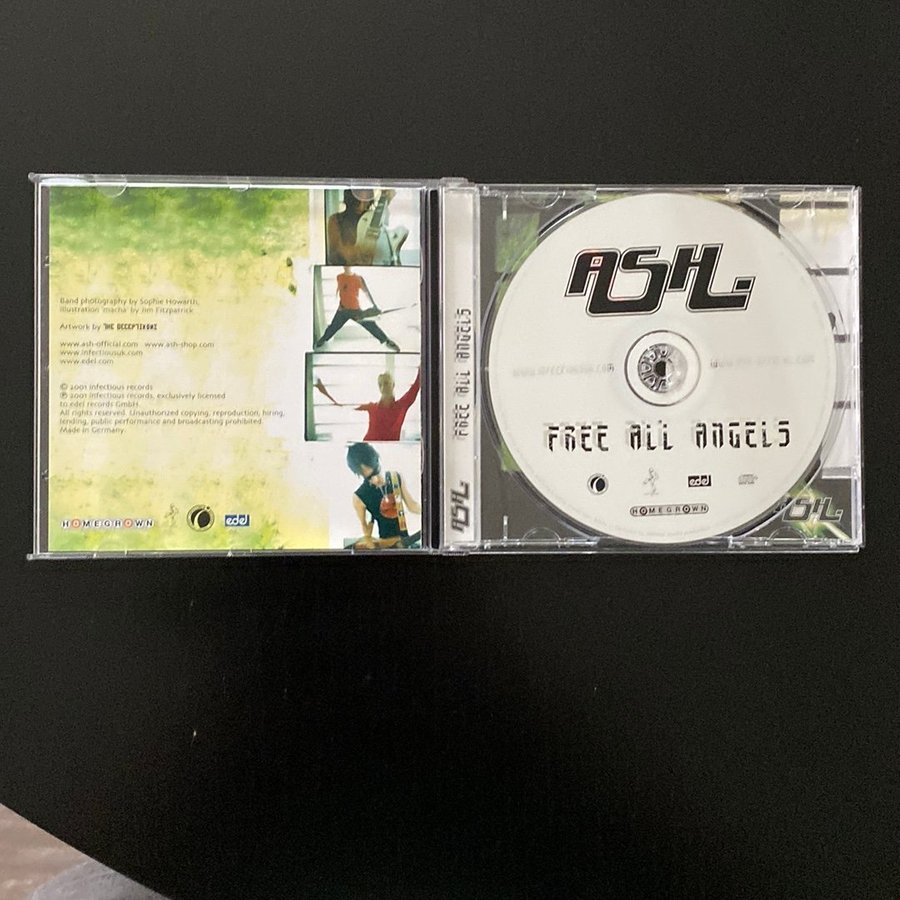 Band photography by Sophie Howarth,
illustration 'macha' by Jim Fitzpatrick
Artwork by THE DECEPTIKONZ
www.ash-official.com www.ash-shop.com
www.infectiousuk.com
www.edel.com
© 2001 infectious records
℗ 2001 infectious records, exclusively licensed
to edel records GmbH.
All rights reserved. Unauthorized copying, reproduction, hiring,
lending, public performance and broadcasting prohibited.
Made in Germany.
HOMEGROWN
edel
FREE ALL ANGELS
ASH.
ASH.
FREE ALL ANGELS
edel
HOMEGROWN
ASH.